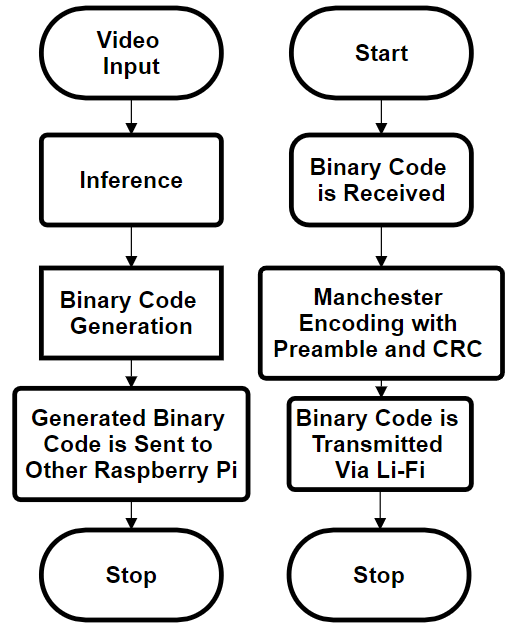 Video
Input
Inference
Binary Code
Generation
Generated Binary
Code is Sent to
Other Raspberry Pi
Stop
Start
Binary Code
is Received
Manchester
Encoding with
Preamble and CRC
Binary Code is
Transmitted
Via Li-Fi
Stop